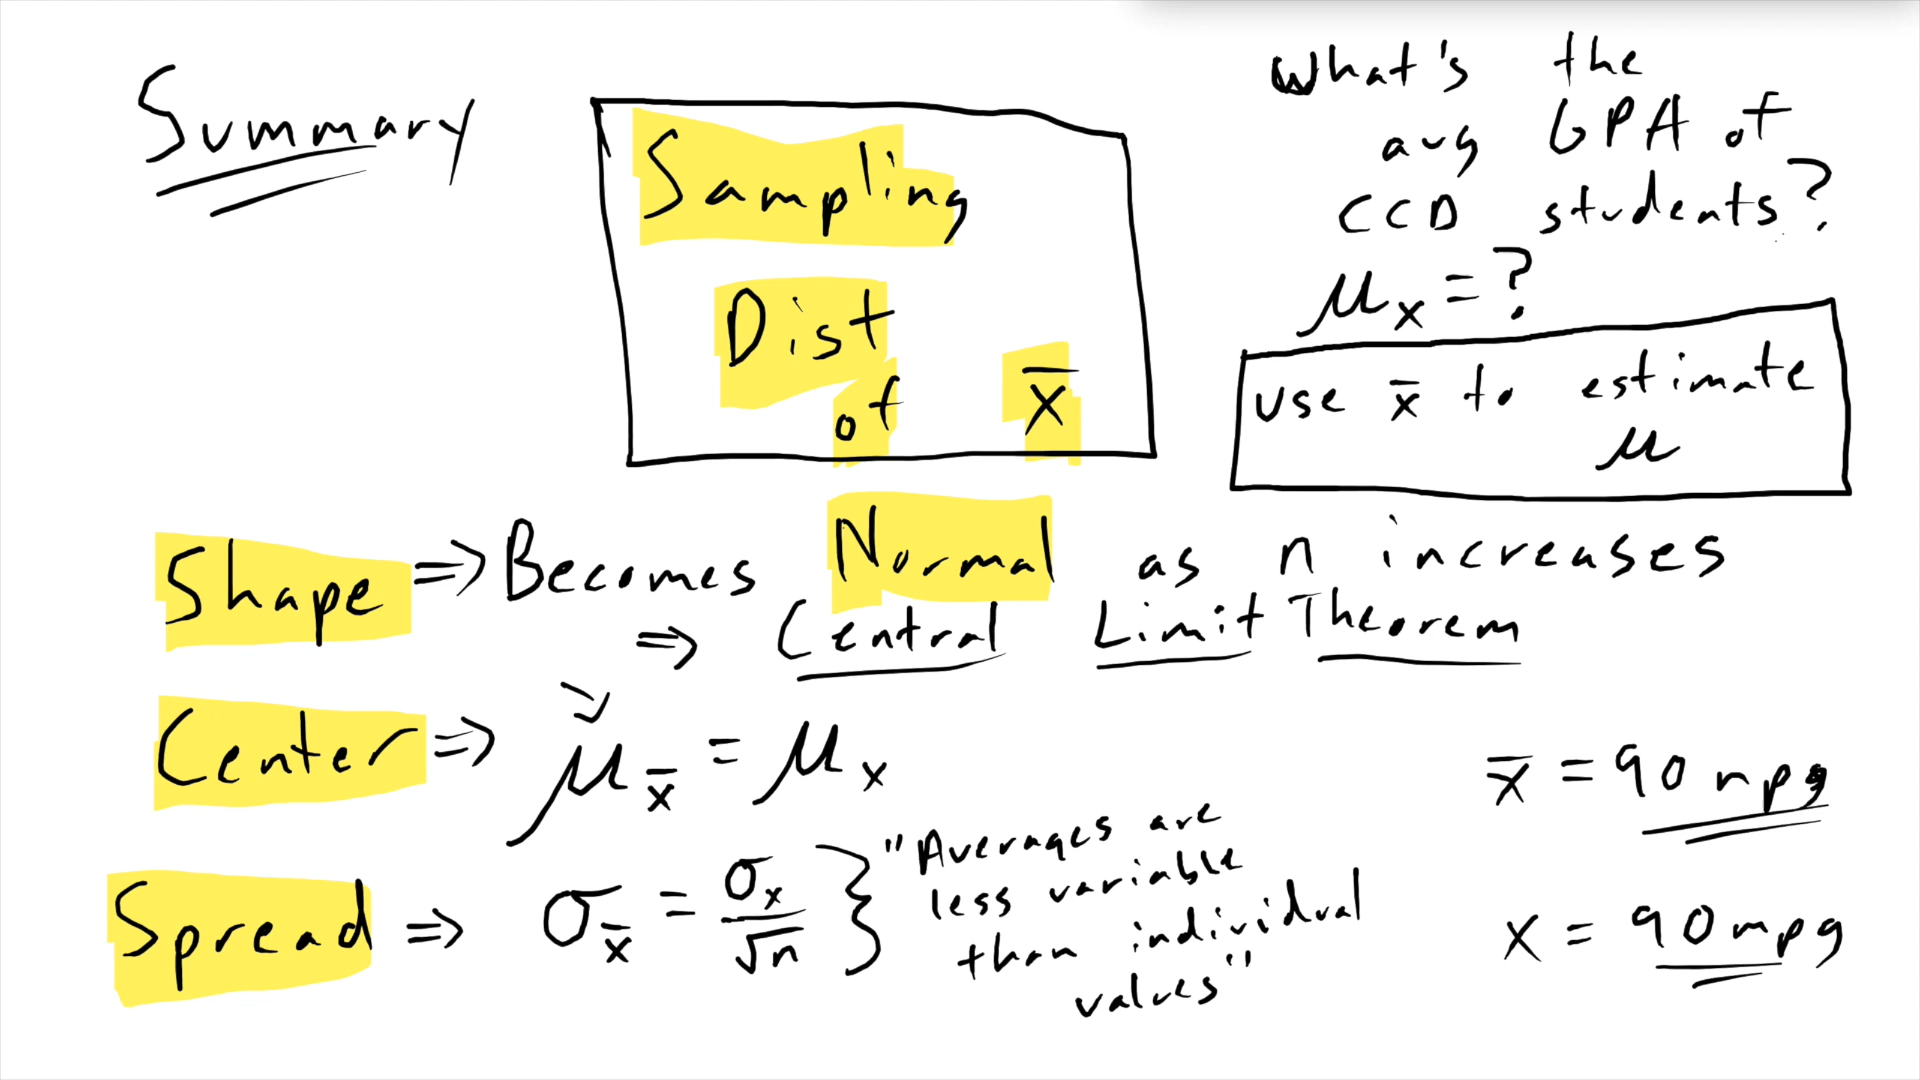 Summary
Sampling
Dist
of x̄
What's the
avg GPA of
CCD students?
μₓ = ?
use x̄ to estimate
μ
Shape ⇒ Becomes Normal as n increases
⇒ Central Limit Theorem
Center ⇒ μ_x̄ = μₓ
Spread ⇒ σ_x̄ = σₓ/√n } "Averages are
less variable
than individual
values"
x̄ = 90 mpg
x = 90 mpg